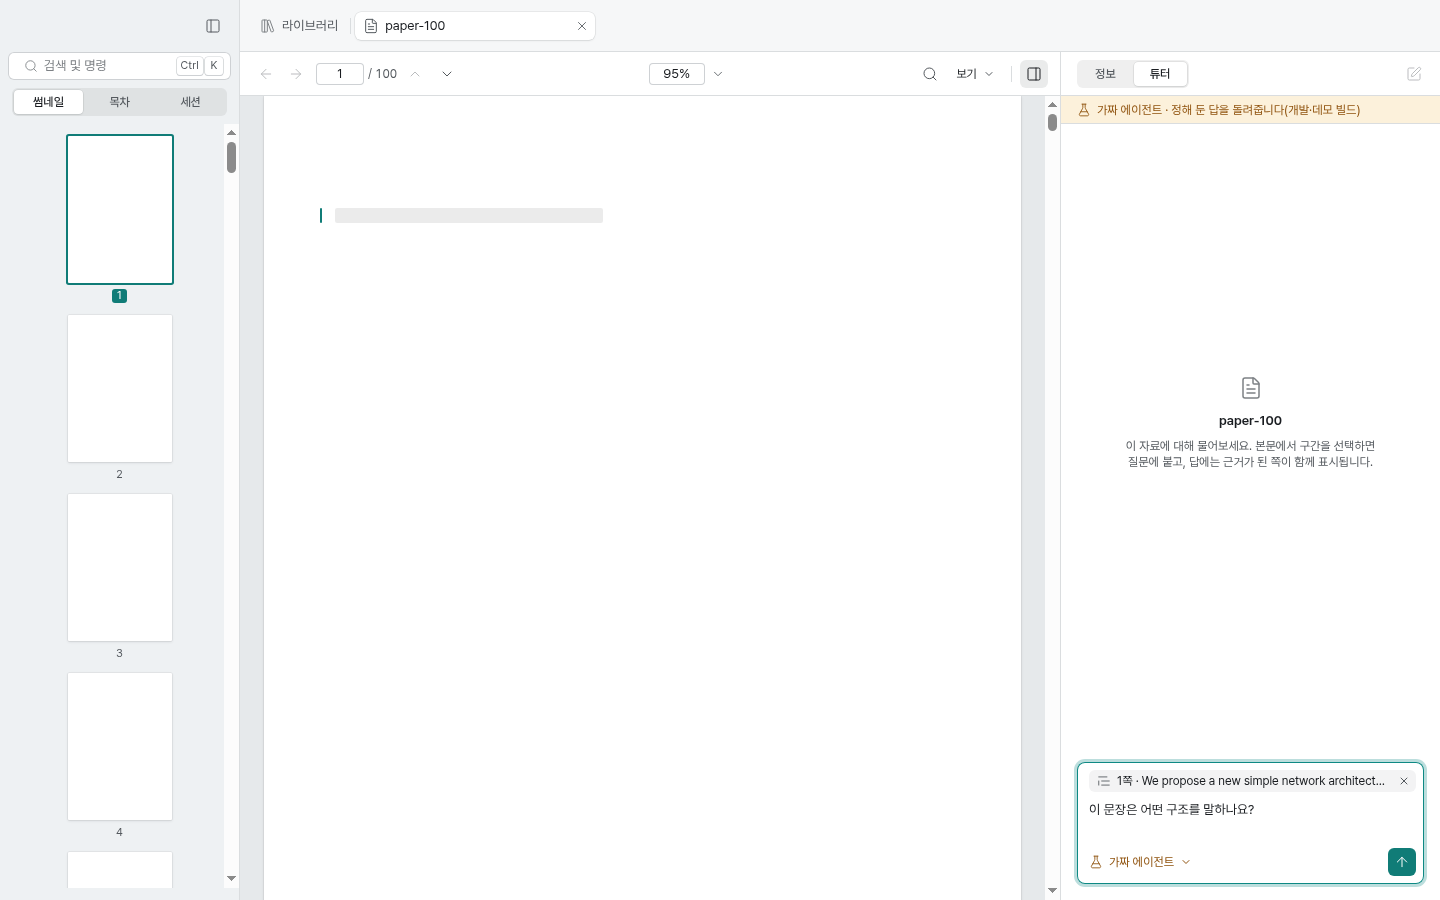 라이브러리
paper-100
검색 및 명령
Ctrl K
썸네일 목차 세션
1
2
3
4
1 / 100
95%
보기
정보 튜터
가짜 에이전트 · 정해 둔 답을 돌려줍니다(개발·데모 빌드)
paper-100
이 자료에 대해 물어보세요. 본문에서 구간을 선택하면
질문에 붙고, 답에는 근거가 된 쪽이 함께 표시됩니다.
1쪽 · We propose a new simple network architect...
이 문장은 어떤 구조를 말하나요?
가짜 에이전트